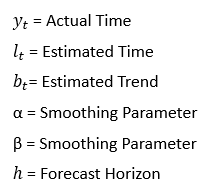 yₜ = Actual Time
lₜ = Estimated Time
bₜ= Estimated Trend
α = Smoothing Parameter
β = Smoothing Parameter
h = Forecast Horizon